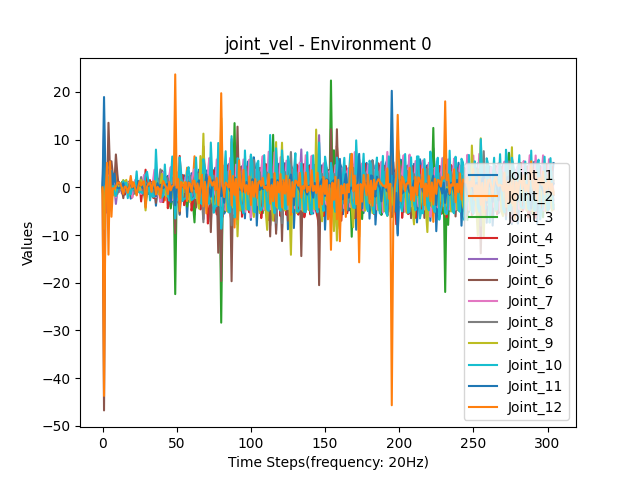 joint_vel - Environment 0
20
10
0
−10
−20
−30
−40
−50
Values
0
50
100
150
200
250
300
Time Steps(frequency: 20Hz)
Joint_1
Joint_2
Joint_3
Joint_4
Joint_5
Joint_6
Joint_7
Joint_8
Joint_9
Joint_10
Joint_11
Joint_12